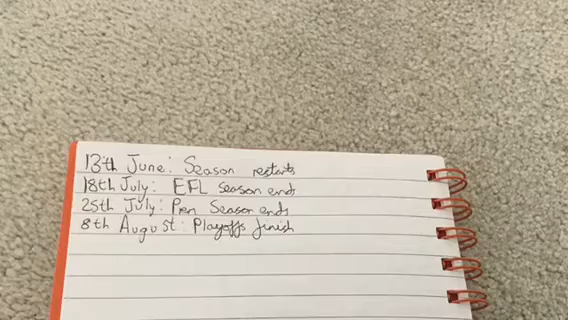 13th June: Season restarts
18th July: EFL season ends
25th July: Prem Season ends
8th August: Playoffs finish